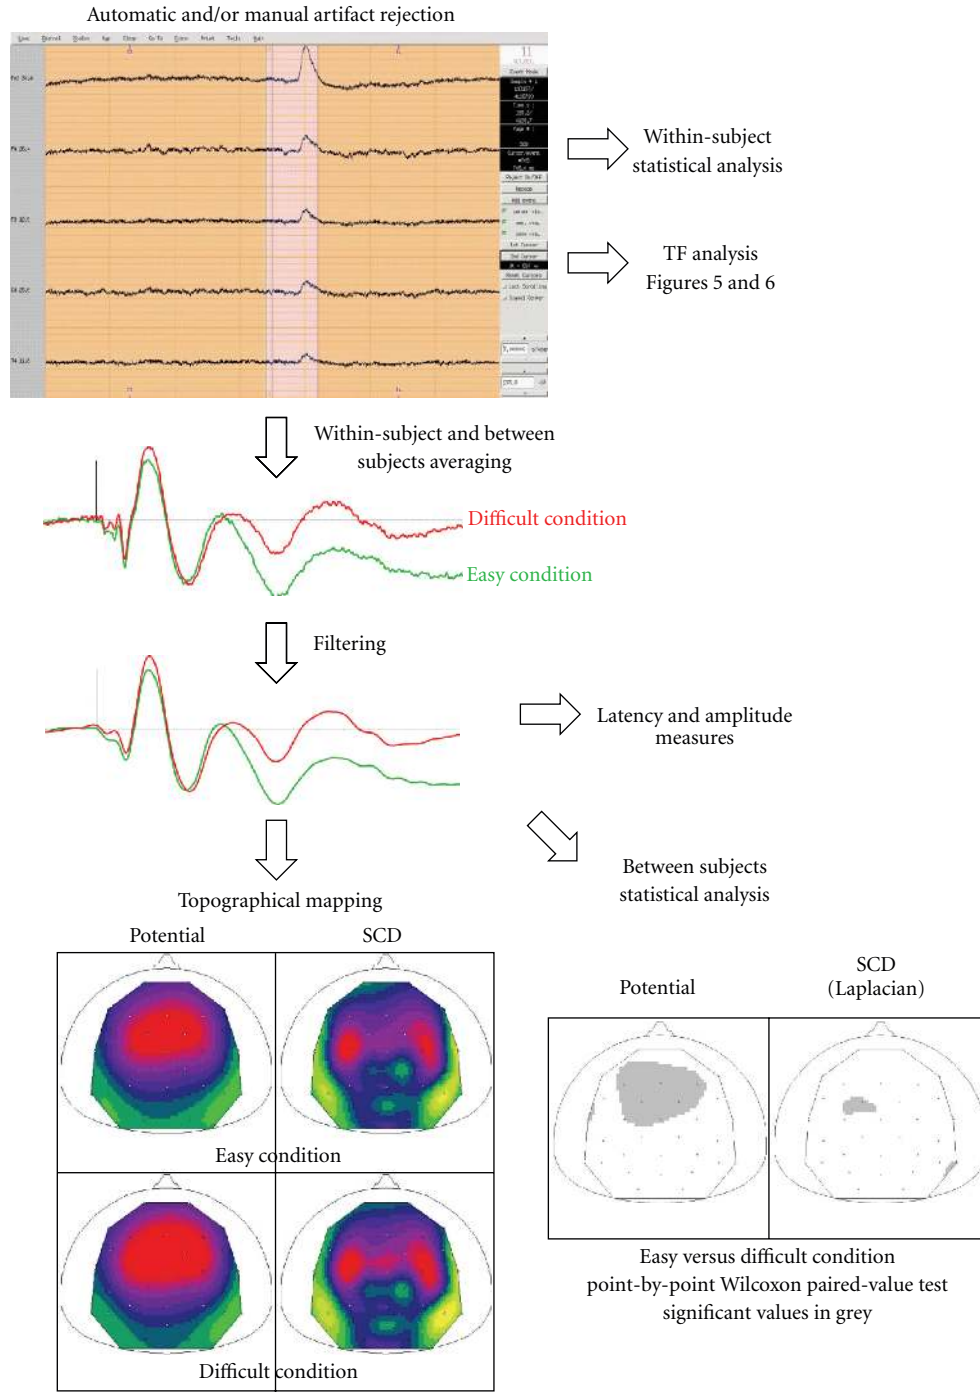 Automatic and/or manual artifact rejection
Within-subject
statistical analysis
TF analysis
Figures 5 and 6
Within-subject and between
subjects averaging
Difficult condition
Easy condition
Filtering
Latency and amplitude
measures
Between subjects
statistical analysis
Topographical mapping
Potential
SCD
Easy condition
Difficult condition
Potential
SCD
(Laplacian)
Easy versus difficult condition
point-by-point Wilcoxon paired-value test
significant values in grey